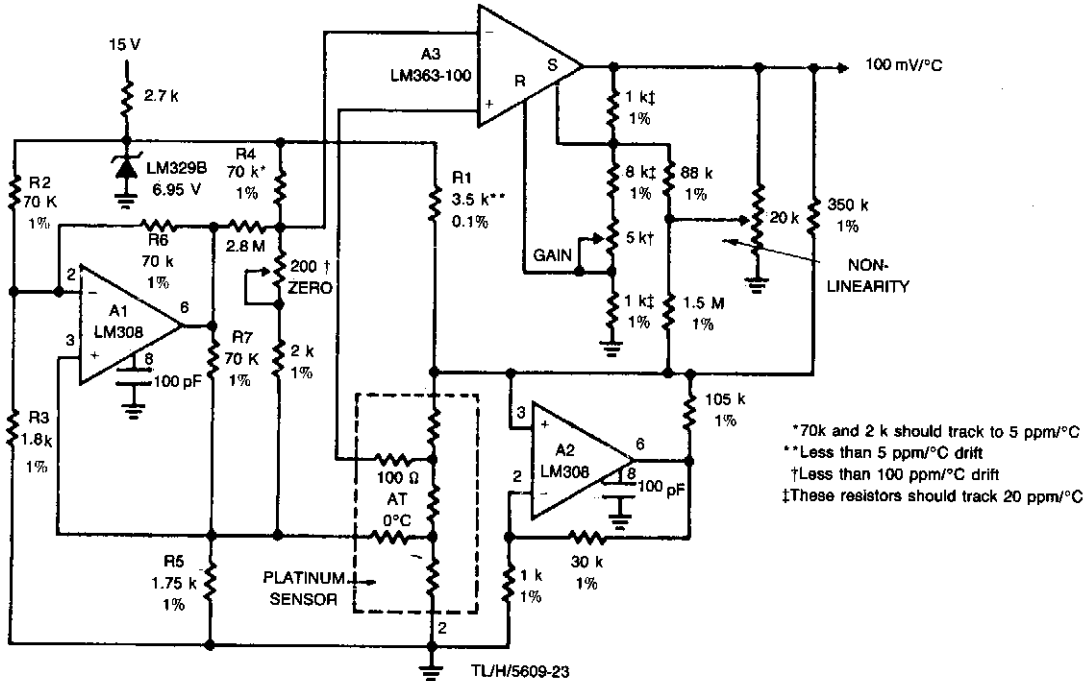 15 V
2.7 k
LM329B
6.95 V
R2
70 K
1%
R4
70 k*
1%
R6
70 k
1%
2.8 M
200 †
ZERO
A1
LM308
2
3
6
8
100 pF
R7
70 K
1%
2 k
1%
R3
1.8k
1%
R5
1.75 k
1%
A3
LM363-100
−
+
R
S
100 mV/°C
R1
3.5 k**
0.1%
1 k‡
1%
8 k‡
1%
88 k
1%
20 k
350 k
1%
GAIN
5 k†
NON-
LINEARITY
1 k‡
1%
1.5 M
1%
100 Ω
AT
0°C
PLATINUM
SENSOR
2
105 k
1%
3
2
A2
LM308
6
8
100 pF
30 k
1%
1 k
1%
*70k and 2 k should track to 5 ppm/°C
**Less than 5 ppm/°C drift
†Less than 100 ppm/°C drift
‡These resistors should track 20 ppm/°C
TL/H/5609-23